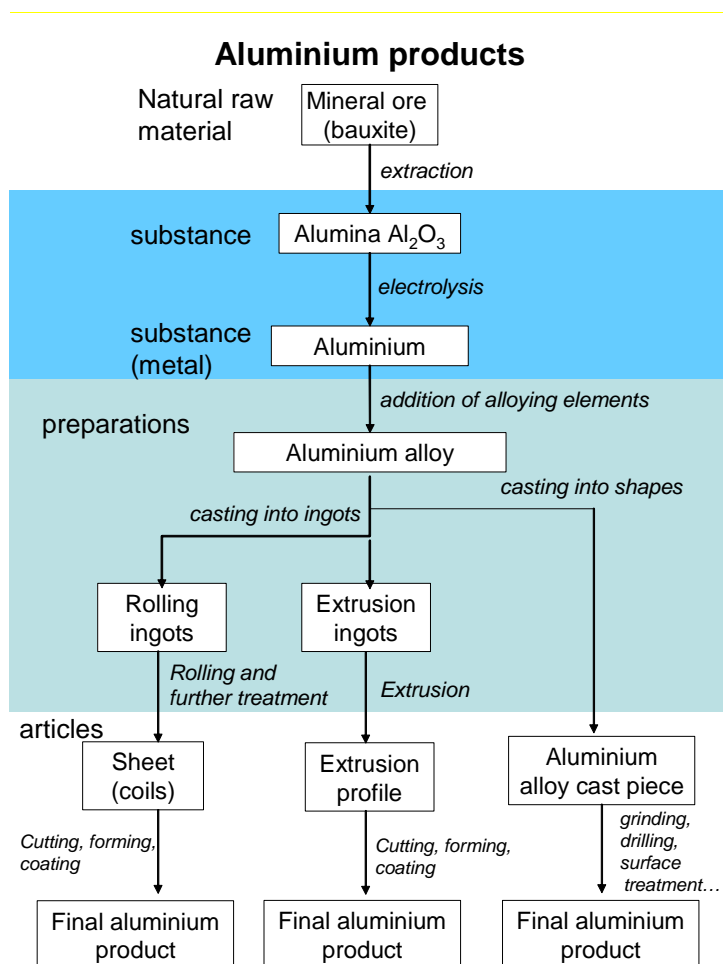 Aluminium products
Natural raw
material
Mineral ore
(bauxite)
extraction
substance
Alumina Al₂O₃
electrolysis
substance
(metal)
Aluminium
addition of alloying elements
preparations
Aluminium alloy
casting into shapes
casting into ingots
Rolling
ingots
Extrusion
ingots
Rolling and
further treatment
Extrusion
articles
Sheet
(coils)
Extrusion
profile
Aluminium
alloy cast piece
Cutting, forming,
coating
Cutting, forming,
coating
grinding,
drilling,
surface
treatment…
Final aluminium
product
Final aluminium
product
Final aluminium
product